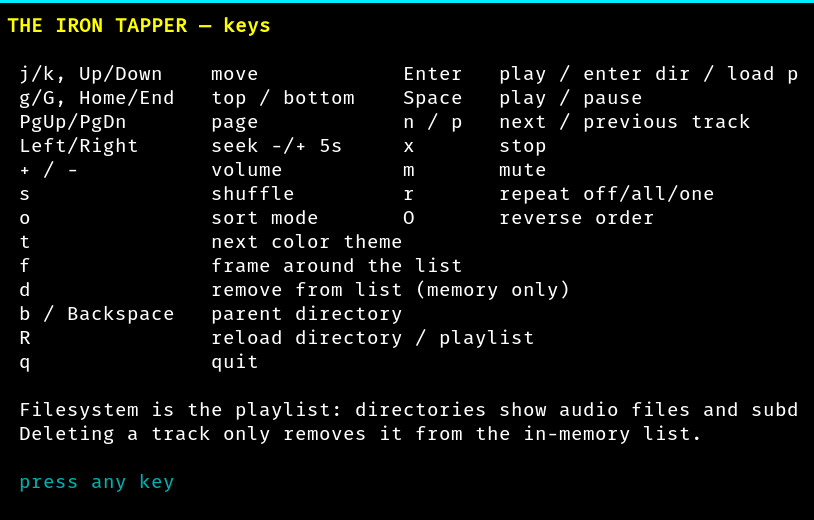 THE IRON TAPPER — keys
j/k, Up/Down move Enter play / enter dir / load p
g/G, Home/End top / bottom Space play / pause
PgUp/PgDn page n / p next / previous track
Left/Right seek -/+ 5s x stop
+ / - volume m mute
s shuffle r repeat off/all/one
o sort mode O reverse order
t next color theme
f frame around the list
d remove from list (memory only)
b / Backspace parent directory
R reload directory / playlist
q quit
Filesystem is the playlist: directories show audio files and subd
Deleting a track only removes it from the in-memory list.
press any key